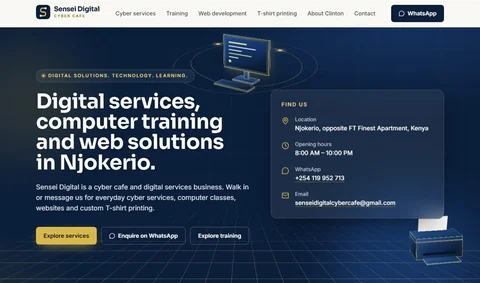 Sensei Digital
CYBER CAFE
Cyber services
Training
Web development
T-shirt printing
About Clinton
Contact
WhatsApp
DIGITAL SOLUTIONS. TECHNOLOGY. LEARNING.
Digital services,
computer training
and web solutions
in Njokerio.
Sensei Digital is a cyber cafe and digital services business. Walk in
or message us for everyday cyber services, computer classes,
websites and custom T-shirt printing.
Explore services
Enquire on WhatsApp
Explore training
FIND US
Location
Njokerio, opposite FT Finest Apartment, Kenya
Opening hours
8:00 AM – 10:00 PM
WhatsApp
+254 119 952 713
Email
senseidigitalcybercafe@gmail.com